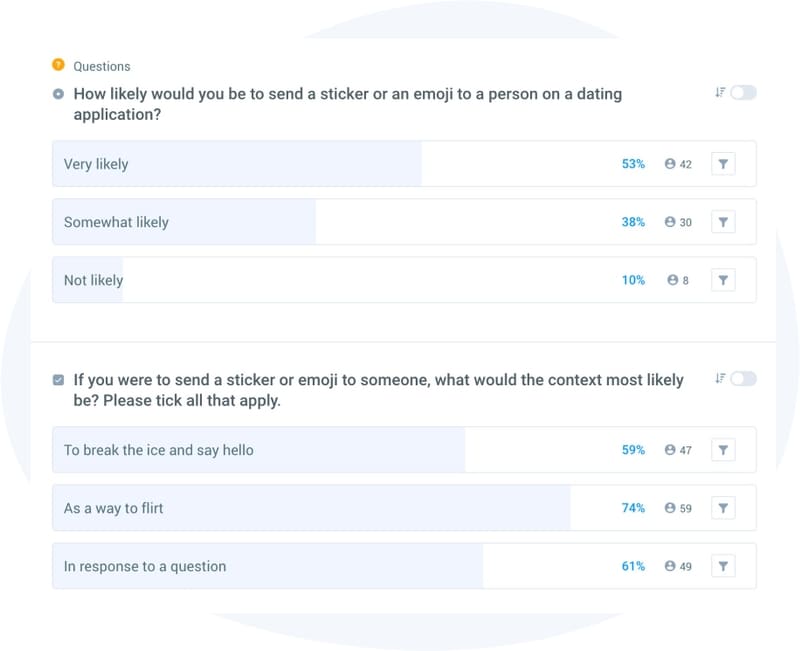 Questions
How likely would you be to send a sticker or an emoji to a person on a dating
application?
Very likely 53% 42
Somewhat likely 38% 30
Not likely 10% 8
If you were to send a sticker or emoji to someone, what would the context most likely
be? Please tick all that apply.
To break the ice and say hello 59% 47
As a way to flirt 74% 59
In response to a question 61% 49